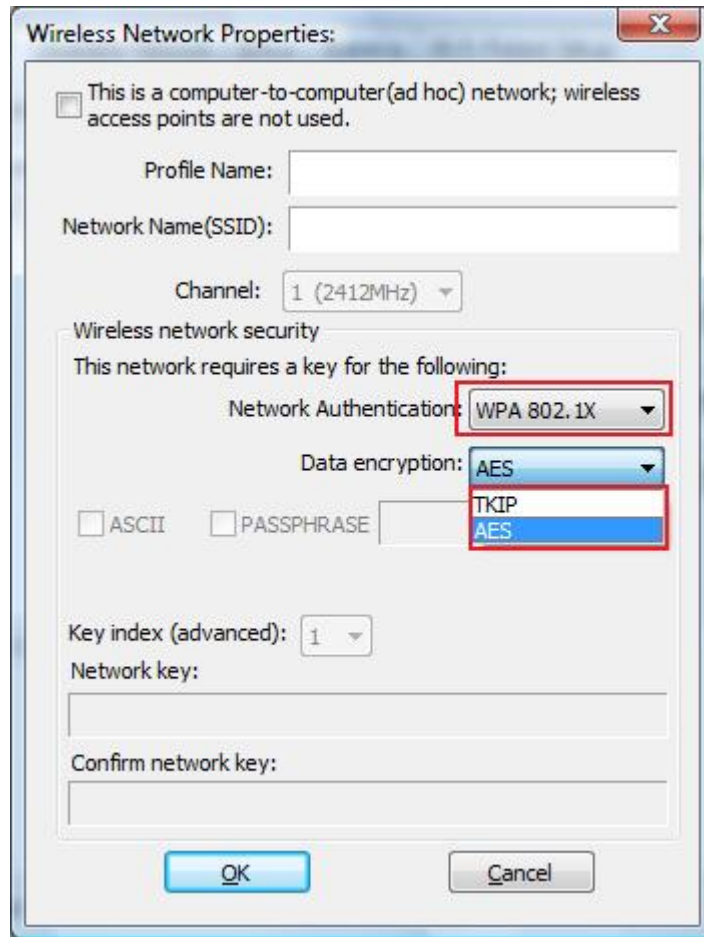 Wireless Network Properties:
This is a computer-to-computer(ad hoc) network; wireless
access points are not used.
Profile Name:
Network Name(SSID):
Channel: 1 (2412MHz)
Wireless network security
This network requires a key for the following:
Network Authentication: WPA 802.1X
Data encryption: AES
TKIP
ASCII PASSPHRASE AES
Key index (advanced): 1
Network key:
Confirm network key:
OK Cancel